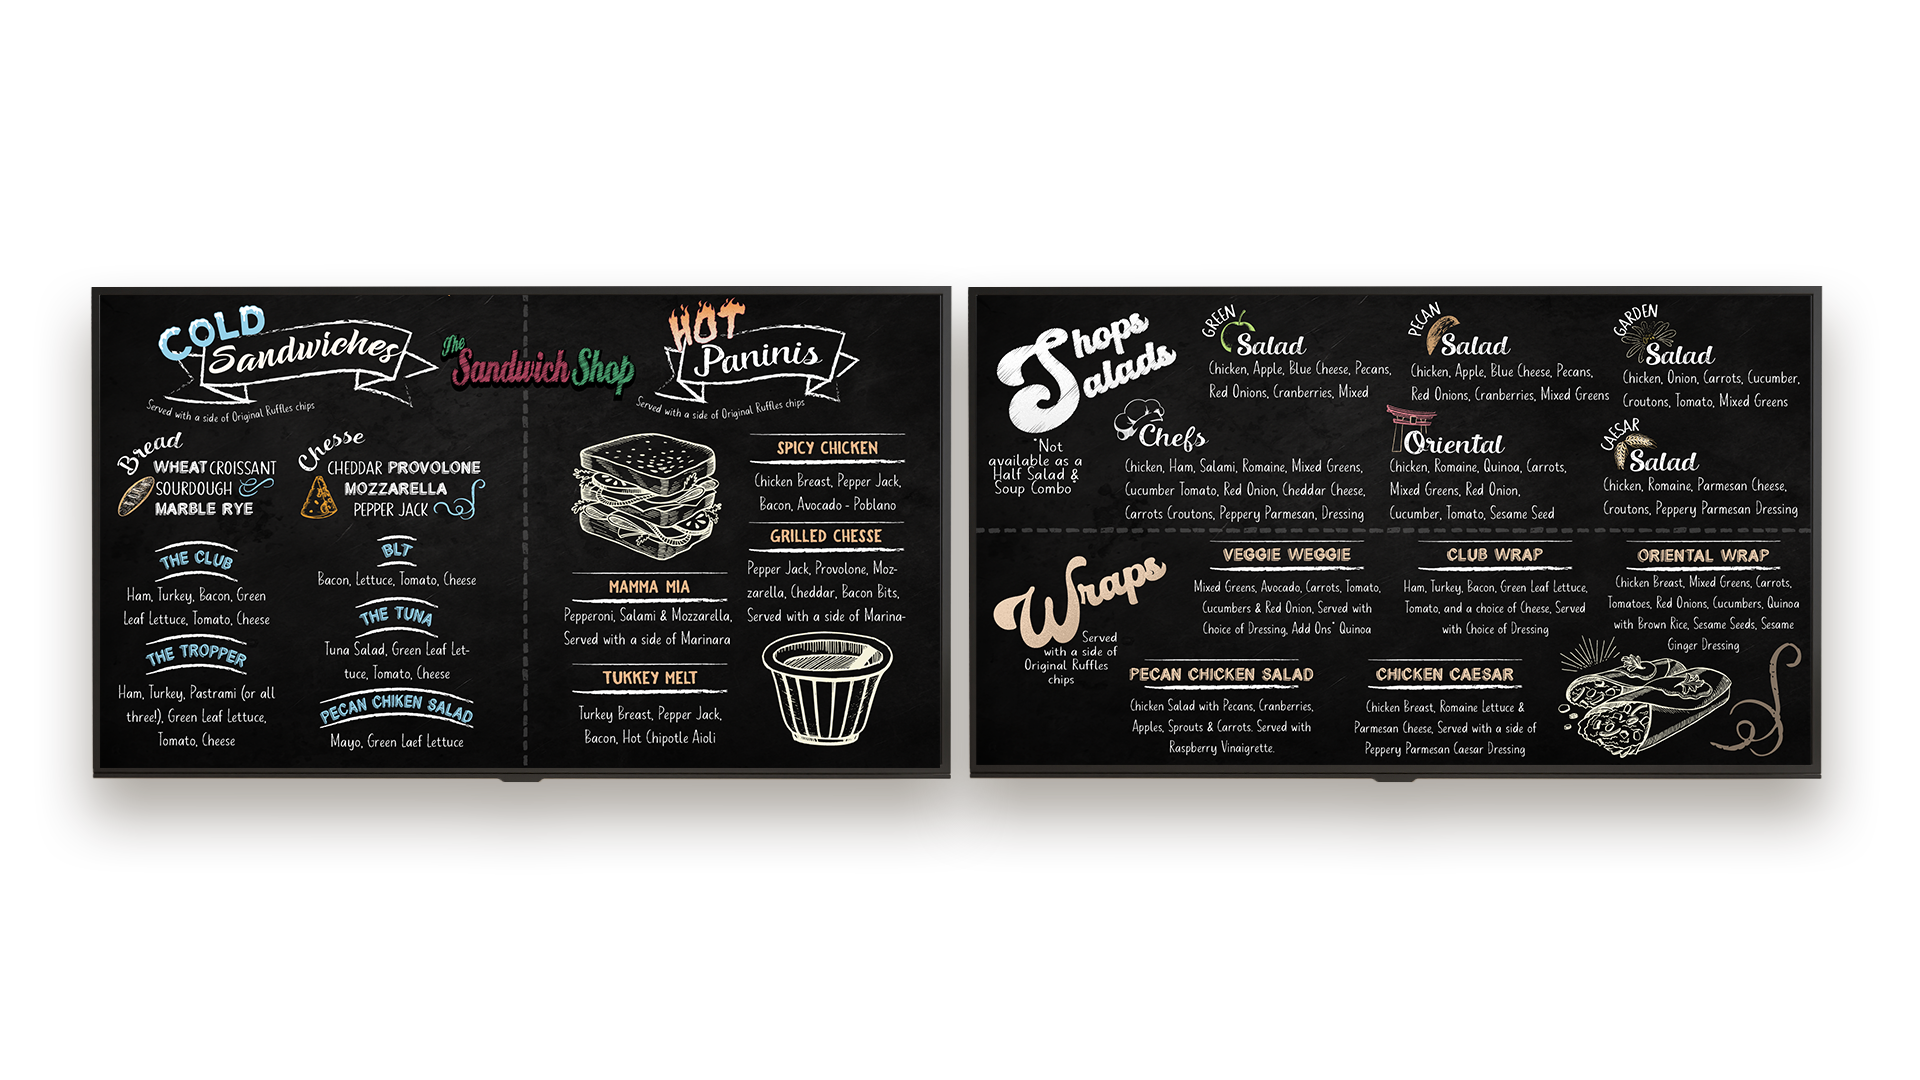 COLD
Sandwiches
Served with a side of Original Ruffles chips
The
Sandwich Shop
Bread
WHEAT CROISSANT
SOURDOUGH
MARBLE RYE
Chesse
CHEDDAR PROVOLONE
MOZZARELLA
PEPPER JACK
THE CLUB
Ham, Turkey, Bacon, Green
Leaf Lettuce, Tomato, Cheese
THE TROPPER
Ham, Turkey, Pastrami (or all
three!), Green Leaf Lettuce,
Tomato, Cheese
BLT
Bacon, Lettuce, Tomato, Cheese
THE TUNA
Tuna Salad, Green Leaf Let-
tuce, Tomato, Cheese
PECAN CHIKEN SALAD
Mayo, Green Laef Lettuce
HOT
Paninis
Served with a side of Original Ruffles chips
MAMMA MIA
Pepperoni, Salami & Mozzarella,
Served with a side of Marinara
TUKKEY MELT
Turkey Breast, Pepper Jack,
Bacon, Hot Chipotle Aioli
SPICY CHICKEN
Chicken Breast, Pepper Jack,
Bacon, Avocado - Poblano
GRILLED CHESSE
Pepper Jack, Provolone, Moz-
zarella, Cheddar, Bacon Bits,
Served with a side of Marina-
Shops
Salads
*Not
available as a
Half Salad &
Soup Combo*
GREEN
Salad
Chicken, Apple, Blue Cheese, Pecans,
Red Onions, Cranberries, Mixed
PECAN
Salad
Chicken, Apple, Blue Cheese, Pecans,
Red Onions, Cranberries, Mixed Greens
GARDEN
Salad
Chicken, Onion, Carrots, Cucumber,
Croutons, Tomato, Mixed Greens
Chefs
Chicken, Ham, Salami, Romaine, Mixed Greens,
Cucumber Tomato, Red Onion, Cheddar Cheese,
Carrots Croutons, Peppery Parmesan, Dressing
Oriental
Chicken, Romaine, Quinoa, Carrots,
Mixed Greens, Red Onion,
Cucumber, Tomato, Sesame Seed
CAESAR
Salad
Chicken, Romaine, Parmesan Cheese,
Croutons, Peppery Parmesan Dressing
Wraps
Served
with a side of
Original Ruffles
chips
VEGGIE WEGGIE
Mixed Greens, Avocado, Carrots, Tomato,
Cucumbers & Red Onion, Served with
Choice of Dressing, Add Ons* Quinoa
CLUB WRAP
Ham, Turkey, Bacon, Green Leaf Lettuce,
Tomato, and a choice of Cheese, Served
with Choice of Dressing
ORIENTAL WRAP
Chicken Breast, Mixed Greens, Carrots,
Tomatoes, Red Onions, Cucumbers, Quinoa
with Brown Rice, Sesame Seeds, Sesame
Ginger Dressing
PECAN CHICKEN SALAD
Chicken Salad with Pecans, Cranberries,
Apples, Sprouts & Carrots. Served with
Raspberry Vinaigrette.
CHICKEN CAESAR
Chicken Breast, Romaine Lettuce &
Parmesan Cheese, Served with a side of
Peppery Parmesan Caesar Dressing